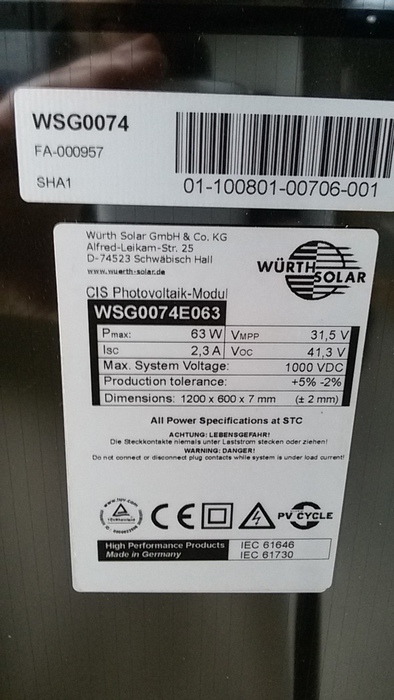 WSG0074
FA-000957
SHA1
01-100801-00706-001
Würth Solar GmbH & Co. KG
Alfred-Leikam-Str. 25
D-74523 Schwäbisch Hall
www.wuerth-solar.de
WÜRTH
SOLAR
CIS Photovoltaik-Modul
WSG0074E063
Pmax: 63 W VMPP 31,5 V
Isc 2,3 A Voc 41,3 V
Max. System Voltage: 1000 VDC
Production tolerance: +5% -2%
Dimensions: 1200 x 600 x 7 mm (± 2 mm)
All Power Specifications at STC
ACHTUNG: LEBENSGEFAHR!
Die Steckkontakte niemals unter Laststrom stecken oder ziehen!
WARNING: DANGER!
Do not connect or disconnect plug contacts while system is under load current!
CE
PV CYCLE
High Performance Products IEC 61646
Made in Germany IEC 61730